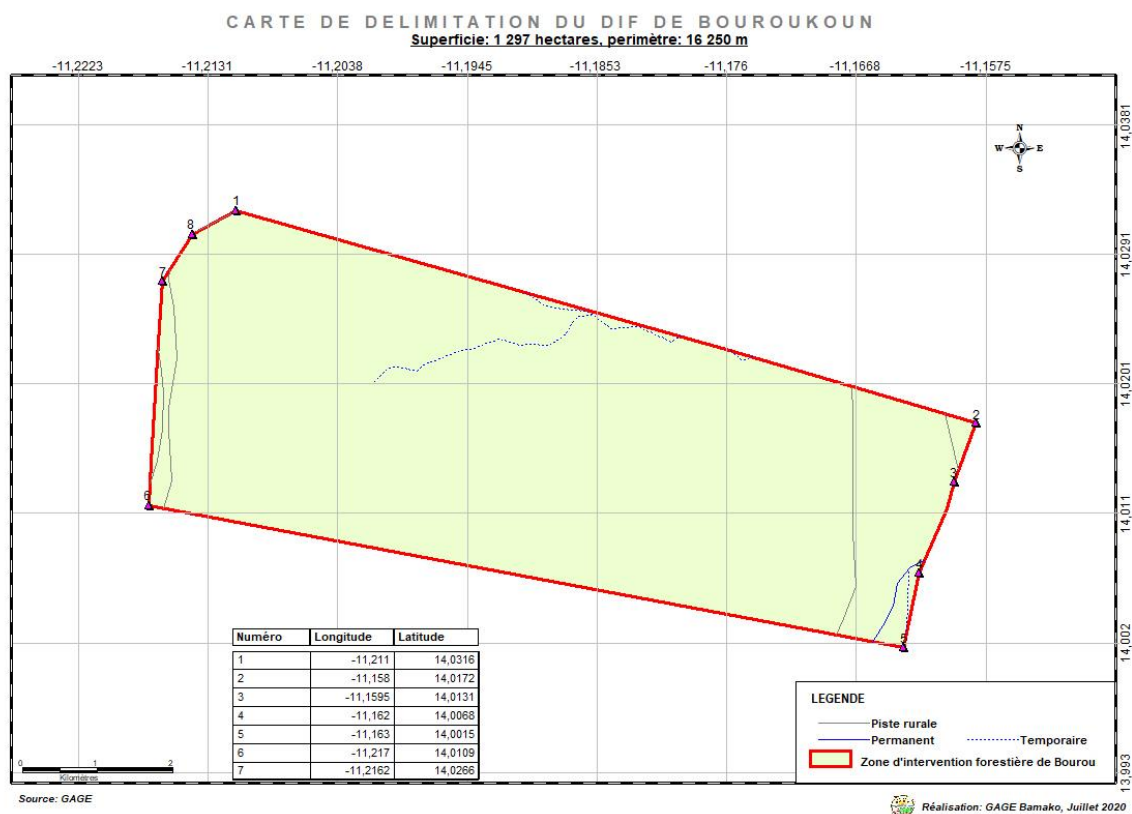 CARTE DE DELIMITATION DU DIF DE BOUROUKOUN
Superficie: 1 297 hectares, perimètre: 16 250 m
-11,2223 -11,2131 -11,2038 -11,1945 -11,1853 -11,176 -11,1668 -11,1575
14,0381
N
W E
S
1
8
14,0291
7
14,0201
2
3
6
14,011
4
5
14,002
Numéro Longitude Latitude
1 -11,211 14,0316
2 -11,158 14,0172
3 -11,1595 14,0131
4 -11,162 14,0068
5 -11,163 14,0015
6 -11,217 14,0109
7 -11,2162 14,0266
LEGENDE
Piste rurale
Permanent Temporaire
Zone d'intervention forestière de Bourou
0 1 2
Kilomètres
13,993
Source: GAGE
Réalisation: GAGE Bamako, Juillet 2020